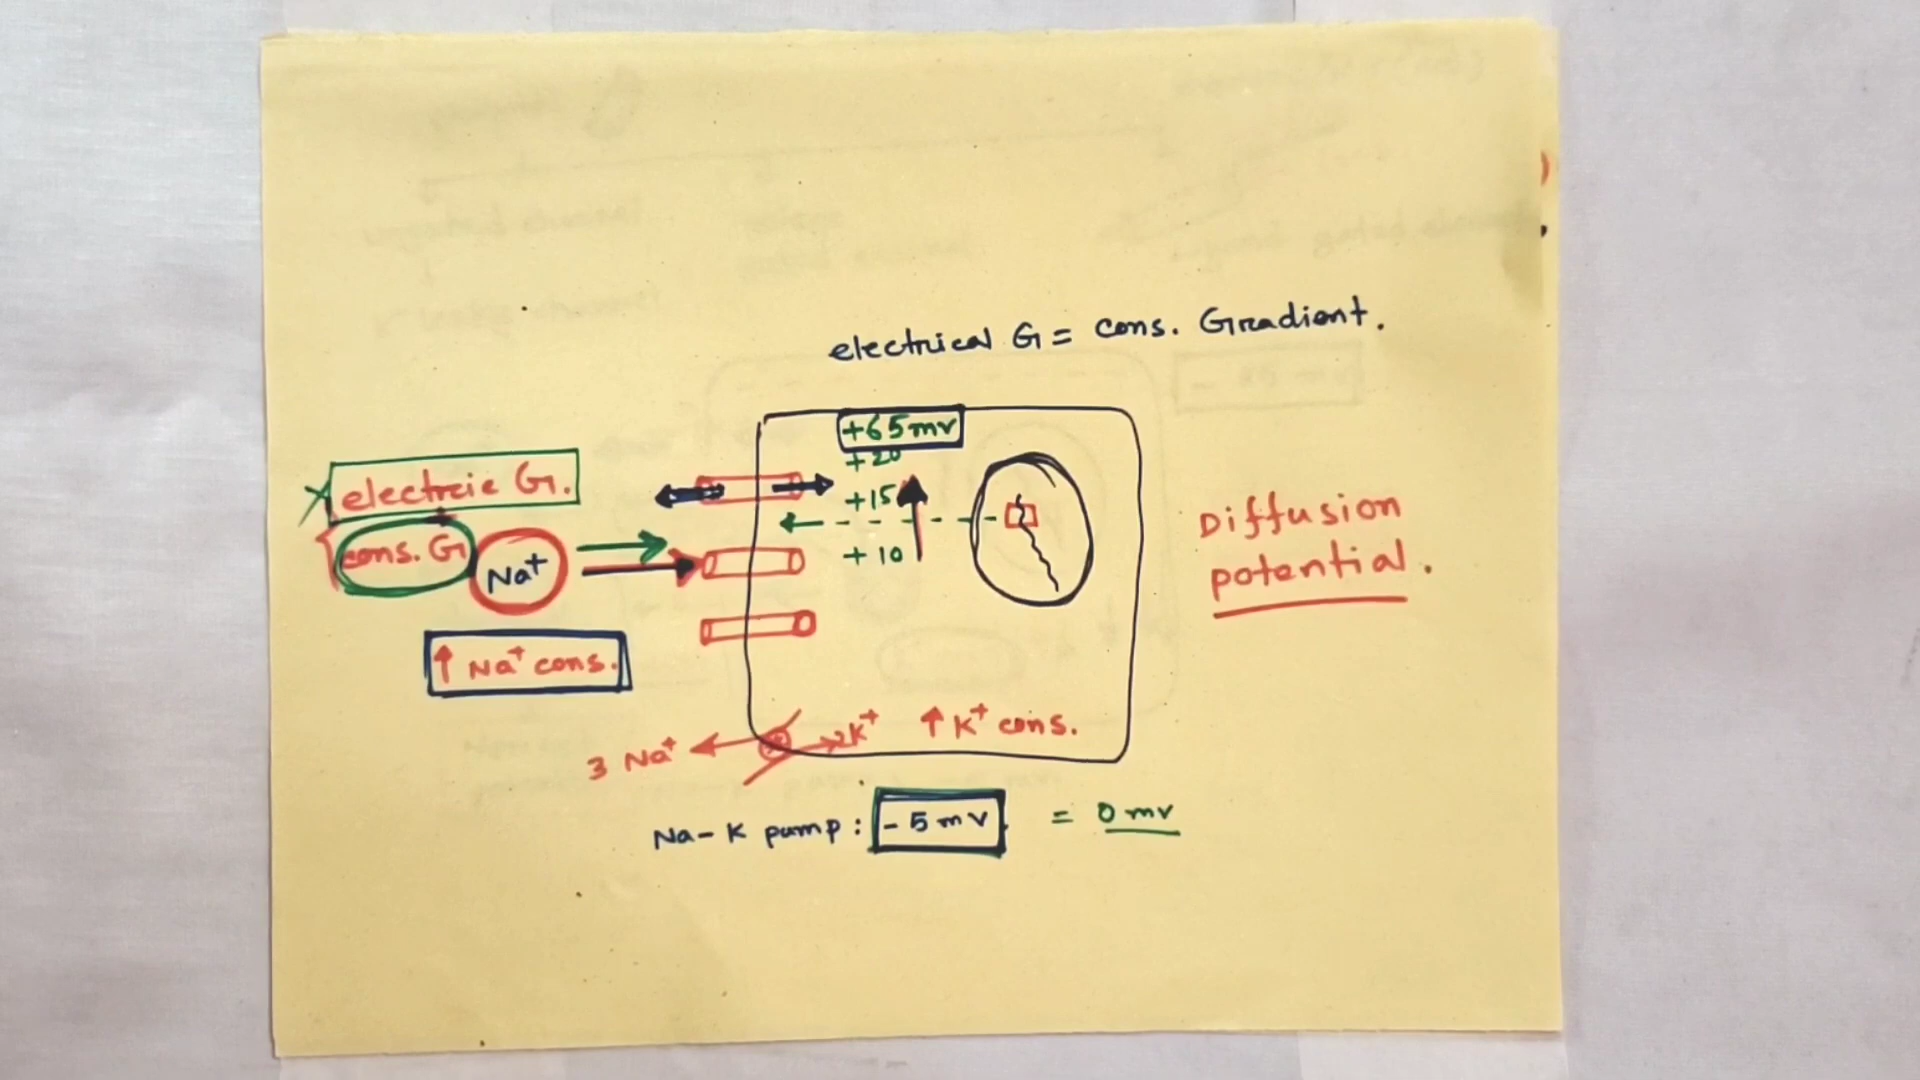 electrical G = cons. Gradient.
+65mv
+20
+15
+10
electric G.
cons. G
Na+
↑ Na+ cons.
Diffusion
potential.
3 Na+
2K+
↑ K+ cons.
Na-K pump: -5mv = 0mv